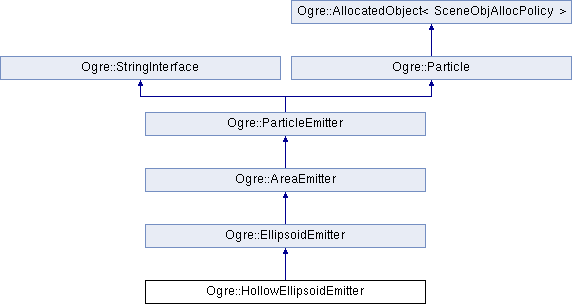 Ogre::AllocatedObject< SceneObjAllocPolicy >
Ogre::StringInterface
Ogre::Particle
Ogre::ParticleEmitter
Ogre::AreaEmitter
Ogre::EllipsoidEmitter
Ogre::HollowEllipsoidEmitter